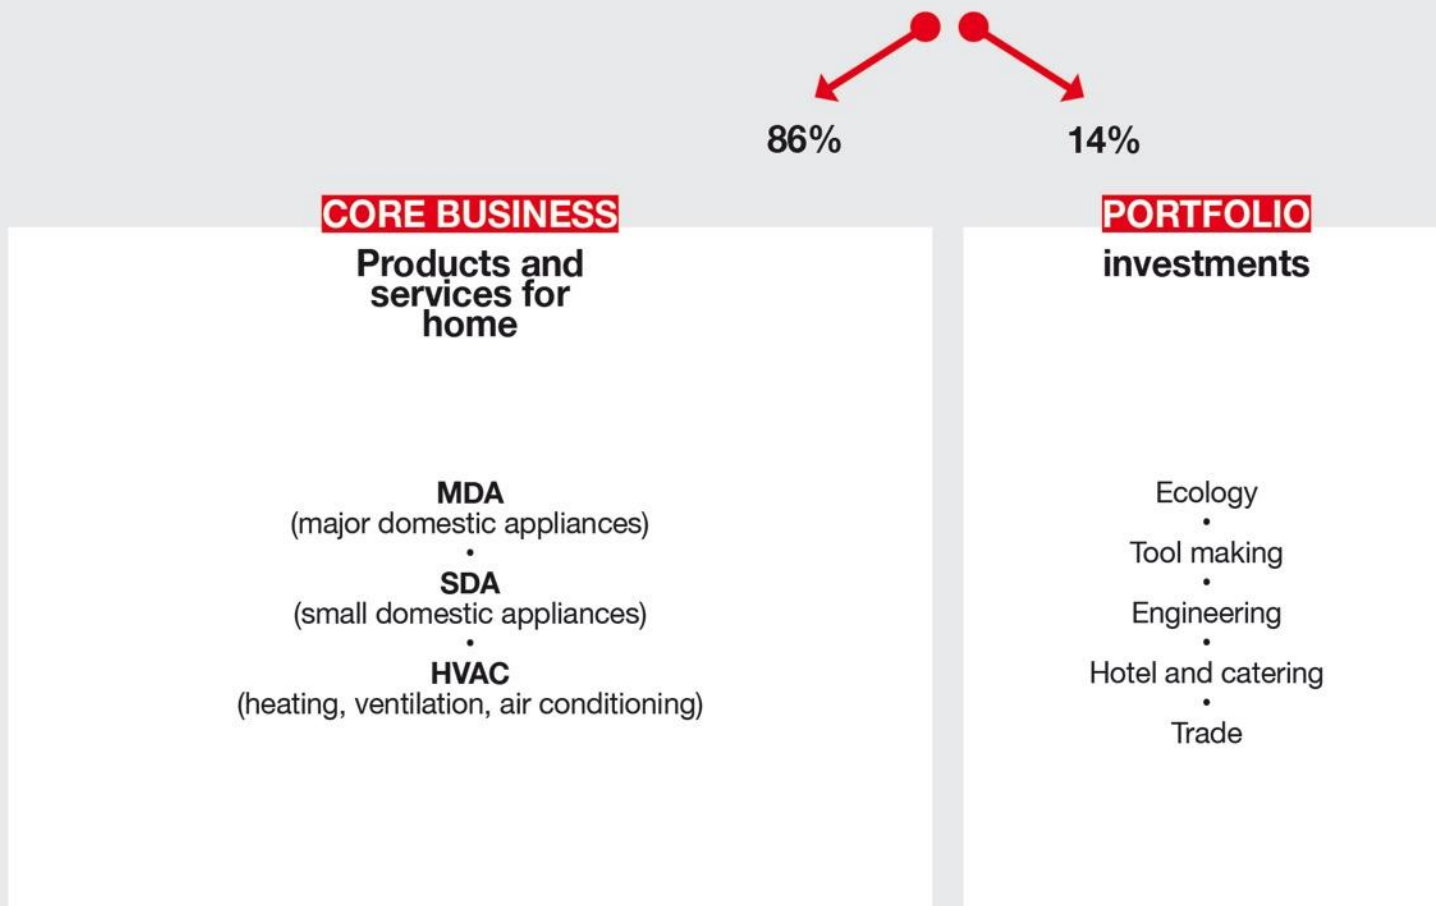 86%
14%
CORE BUSINESS
Products and
services for
home
MDA
(major domestic appliances)
•
SDA
(small domestic appliances)
•
HVAC
(heating, ventilation, air conditioning)
PORTFOLIO
investments
Ecology
•
Tool making
•
Engineering
•
Hotel and catering
•
Trade